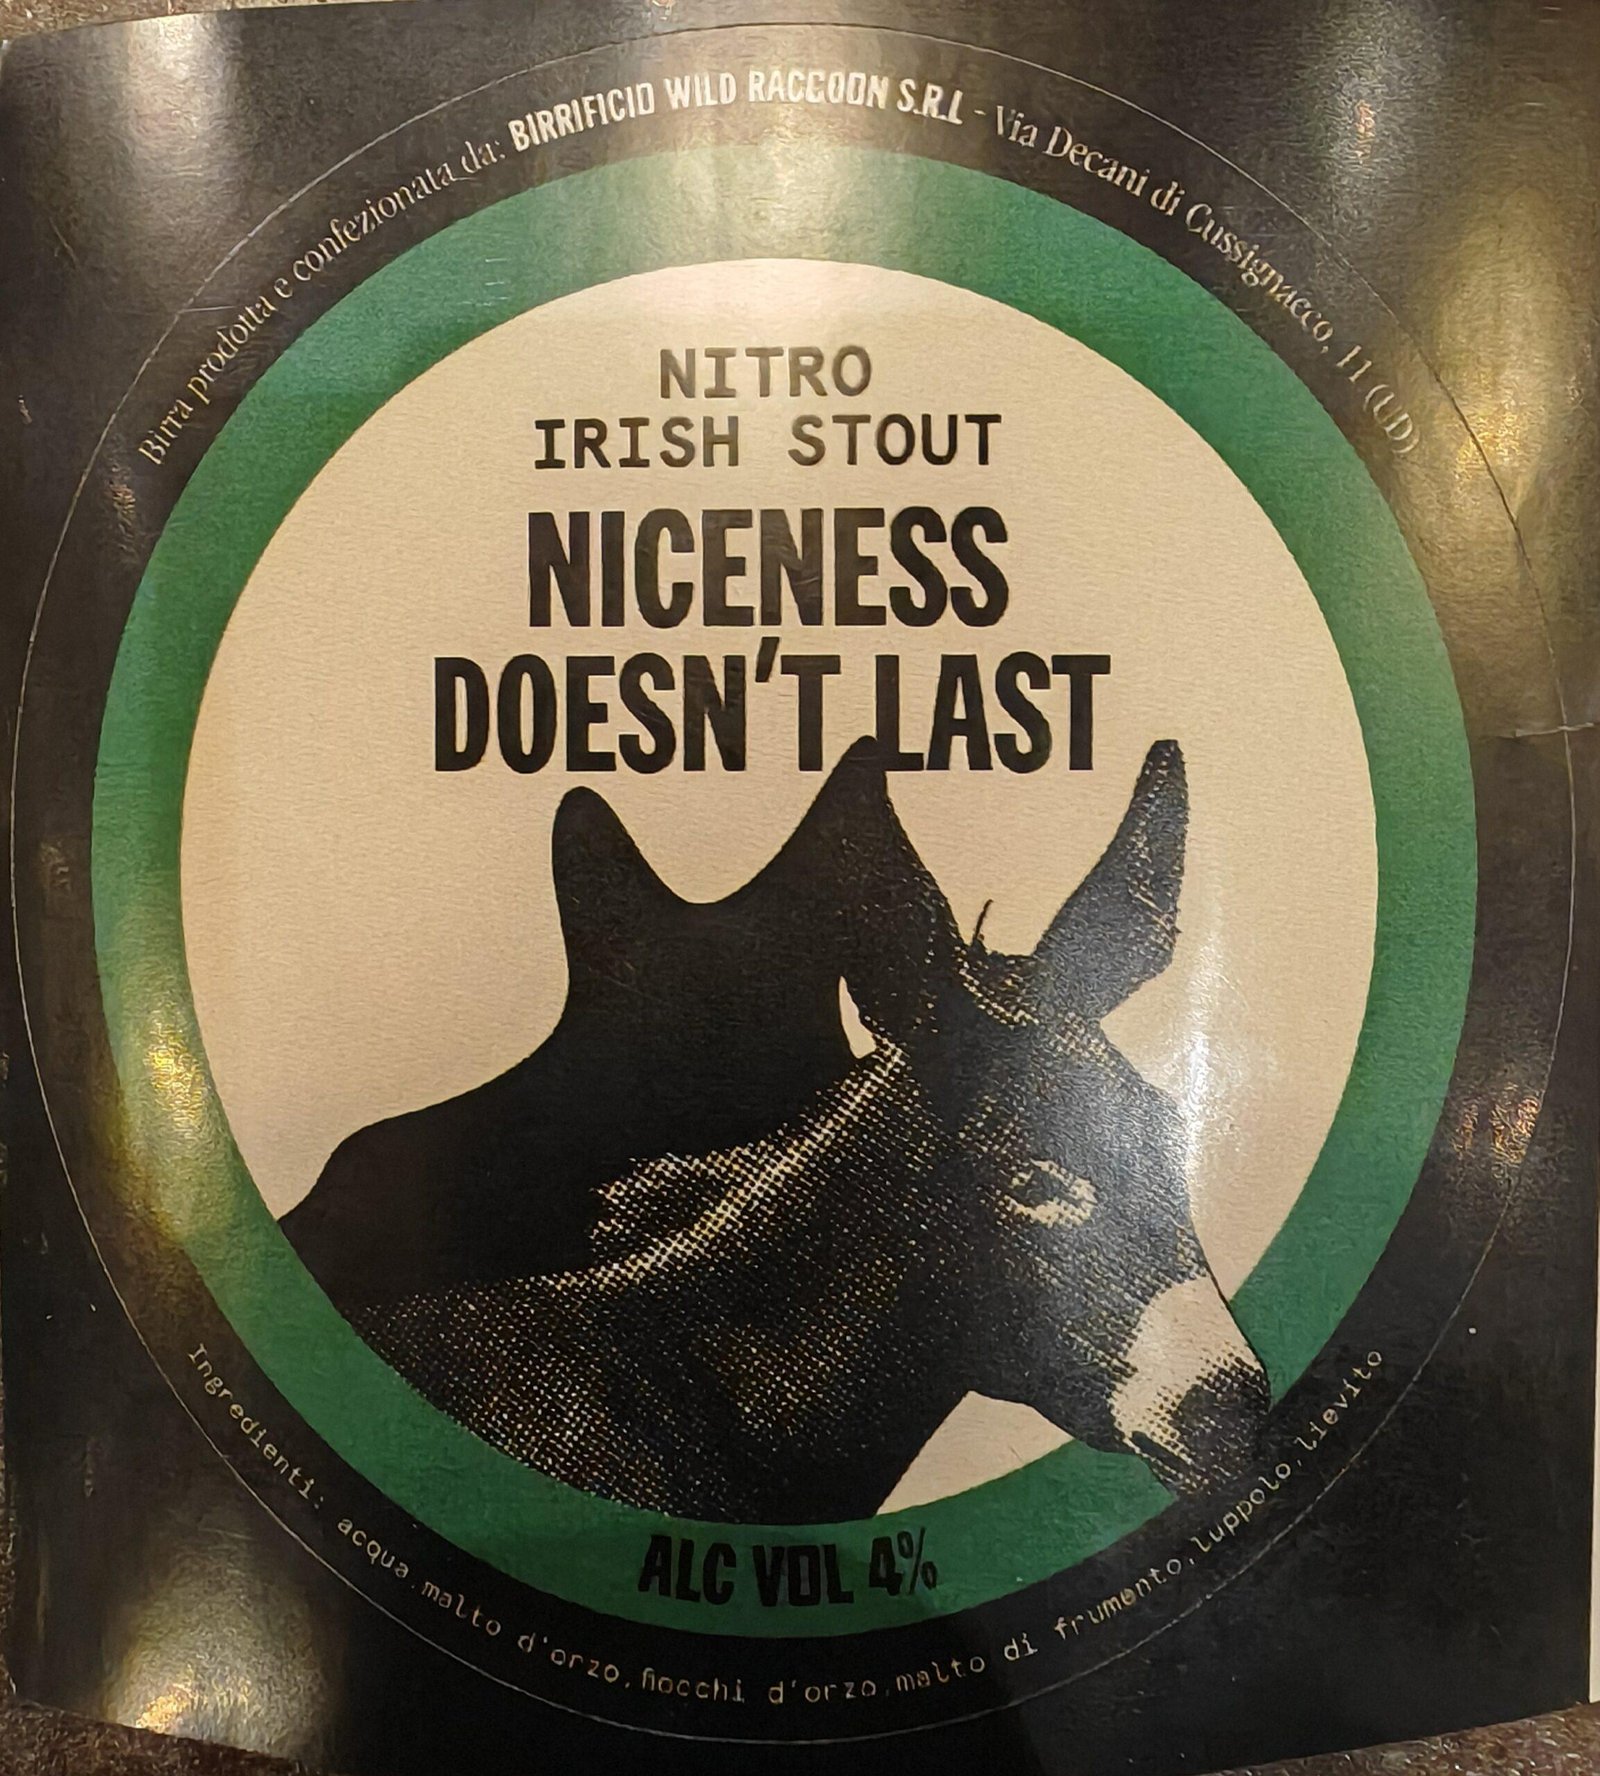 Birra prodotta e confezionata da: BIRRIFICIO WILD RACCOON S.R.L - Via Decani di Cussignacco, 11 (UD)
NITRO
IRISH STOUT
NICENESS
DOESN'T LAST
ALC VOL 4%
Ingredienti: acqua, malto d'orzo, fiocchi d'orzo, malto di frumento, luppolo, lievito